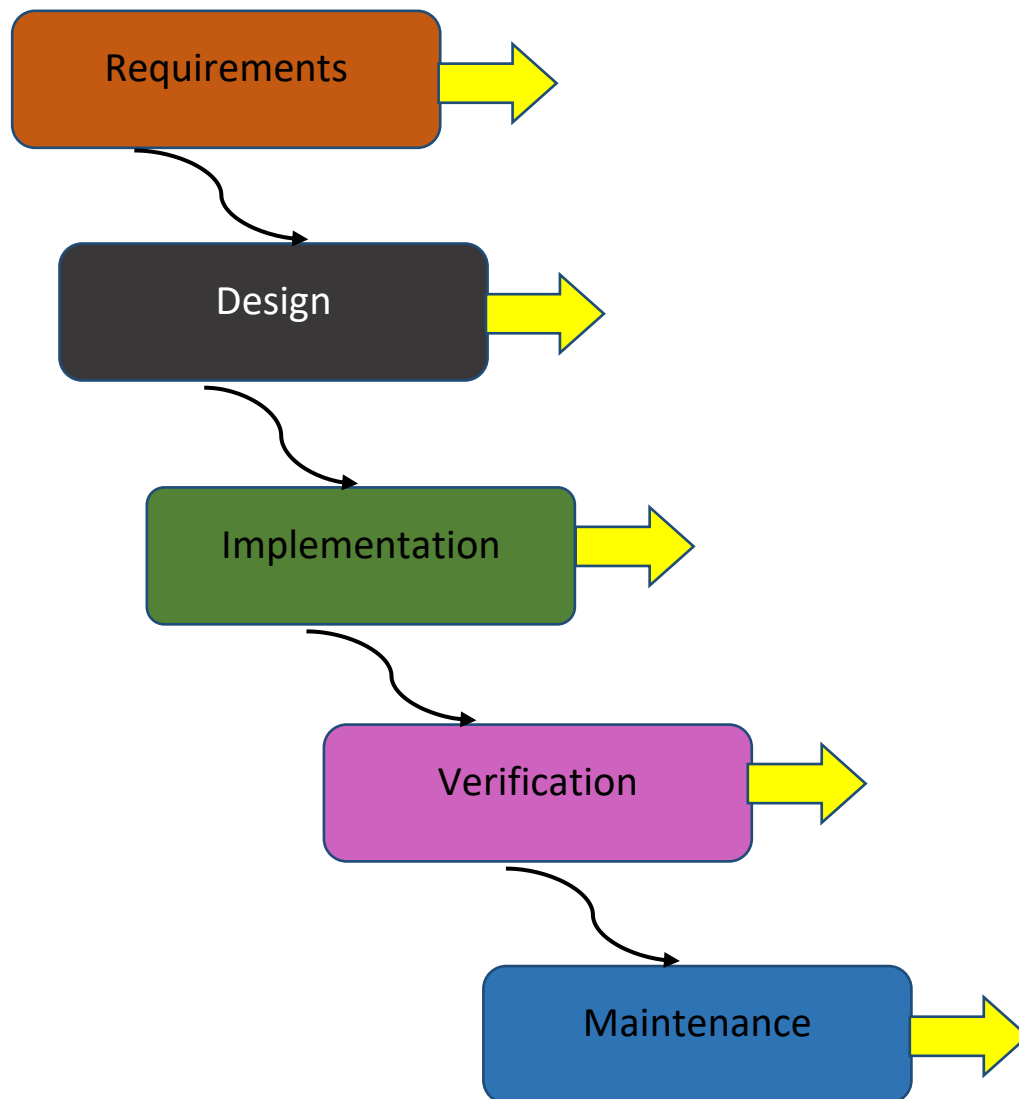 Requirements
Design
Implementation
Verification
Maintenance